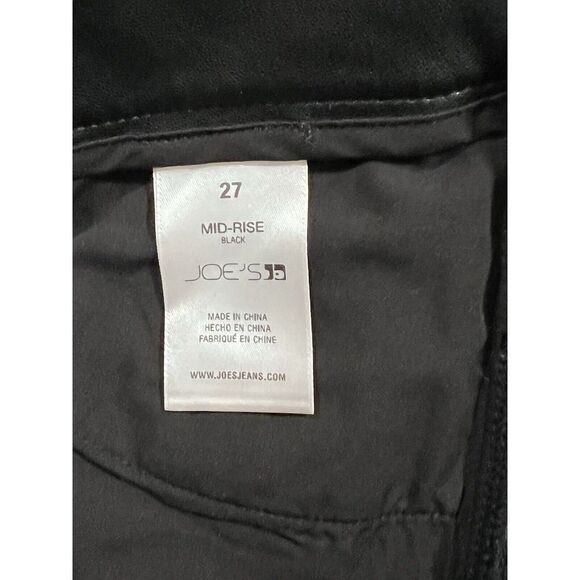 27
MID-RISE
BLACK
JOE'S
MADE IN CHINA
HECHO EN CHINA
FABRIQUÉ EN CHINE
WWW.JOESJEANS.COM